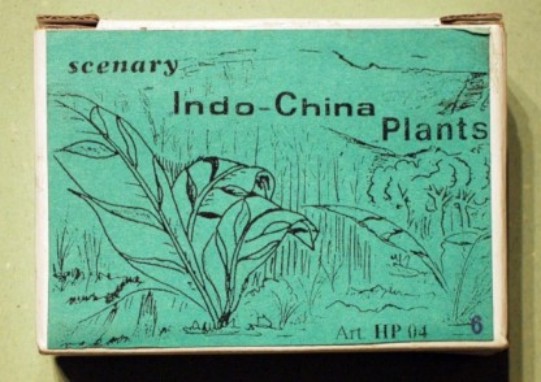 scenary
Indo-China
Plants
Art. HP 04
6